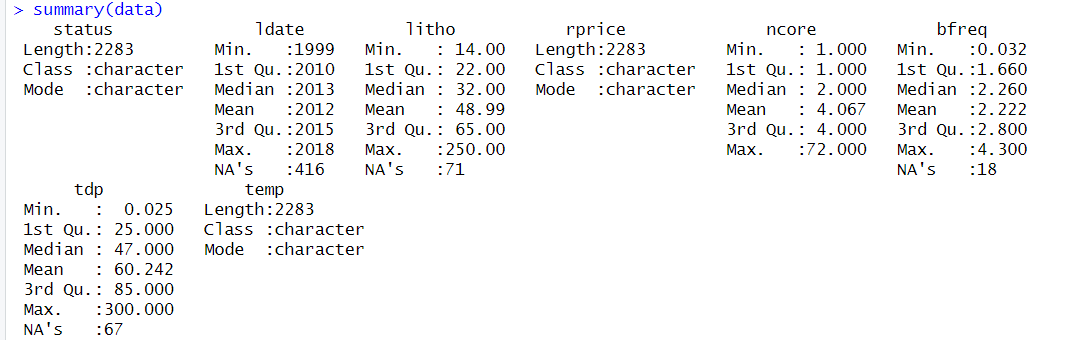 > summary(data)
status ldate litho rprice ncore bfreq
Length:2283 Min. :1999 Min. : 14.00 Length:2283 Min. : 1.000 Min. :0.032
Class :character 1st Qu.:2010 1st Qu.: 22.00 Class :character 1st Qu.: 1.000 1st Qu.:1.660
Mode :character Median :2013 Median : 32.00 Mode :character Median : 2.000 Median :2.260
Mean :2012 Mean : 48.99 Mean : 4.067 Mean :2.222
3rd Qu.:2015 3rd Qu.: 65.00 3rd Qu.: 4.000 3rd Qu.:2.800
Max. :2018 Max. :250.00 Max. :72.000 Max. :4.300
NA's :416 NA's :71 NA's :18
tdp temp
Min. : 0.025 Length:2283
1st Qu.: 25.000 Class :character
Median : 47.000 Mode :character
Mean : 60.242
3rd Qu.: 85.000
Max. :300.000
NA's :67